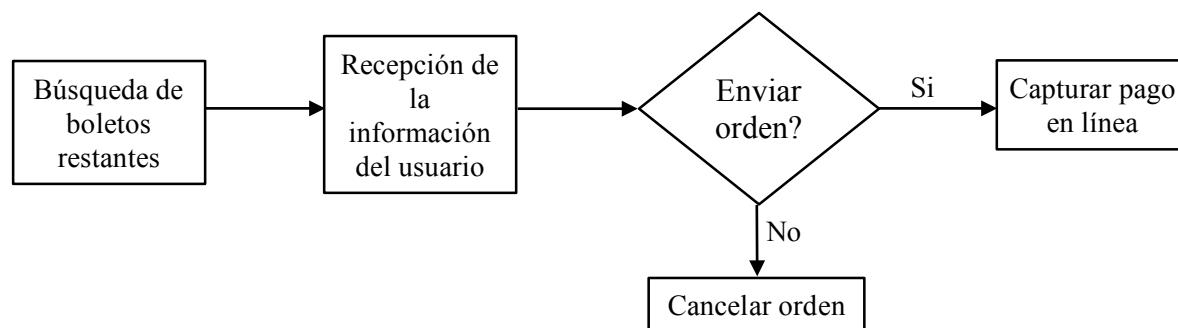 Búsqueda de
boletos
restantes
Recepción de
la
información
del usuario
Enviar
orden?
Si
Capturar pago
en línea
No
Cancelar orden